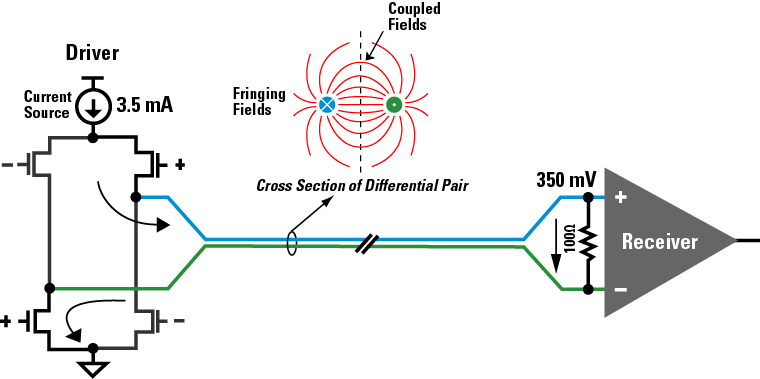 Coupled
Fields
Driver
Current
Source
3.5 mA
Fringing
Fields
− +
Cross Section of Differential Pair
350 mV
+
100Ω
Receiver
−
+ −